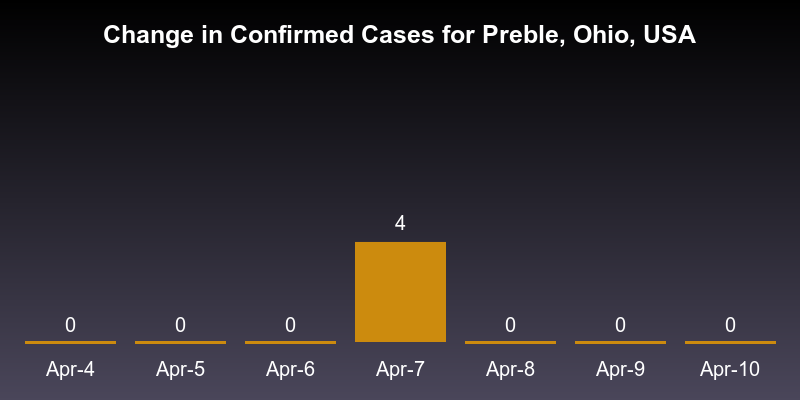 Change in Confirmed Cases for Preble, Ohio, USA
4
0 0 0 0 0 0
Apr-4 Apr-5 Apr-6 Apr-7 Apr-8 Apr-9 Apr-10